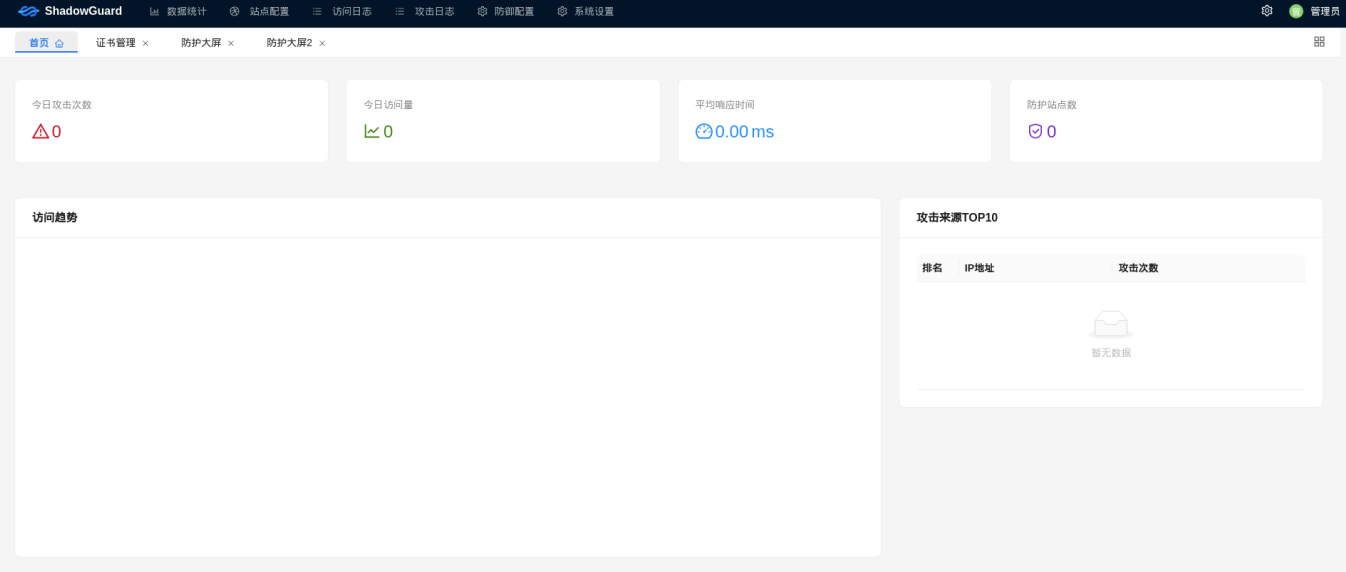 ShadowGuard 数据统计 站点配置 访问日志 攻击日志 防御配置 系统设置 管 管理员
首页 证书管理 防护大屏 防护大屏2
今日攻击次数
0
今日访问量
0
平均响应时间
0.00 ms
防护站点数
0
访问趋势
攻击来源TOP10
排名 IP地址 攻击次数
暂无数据